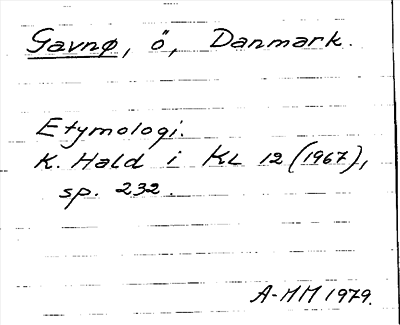 Gavnø, ö, Danmark.
Etymologi.
K. Hald i KL 12 (1967),
sp. 232.
A-MM 1979.